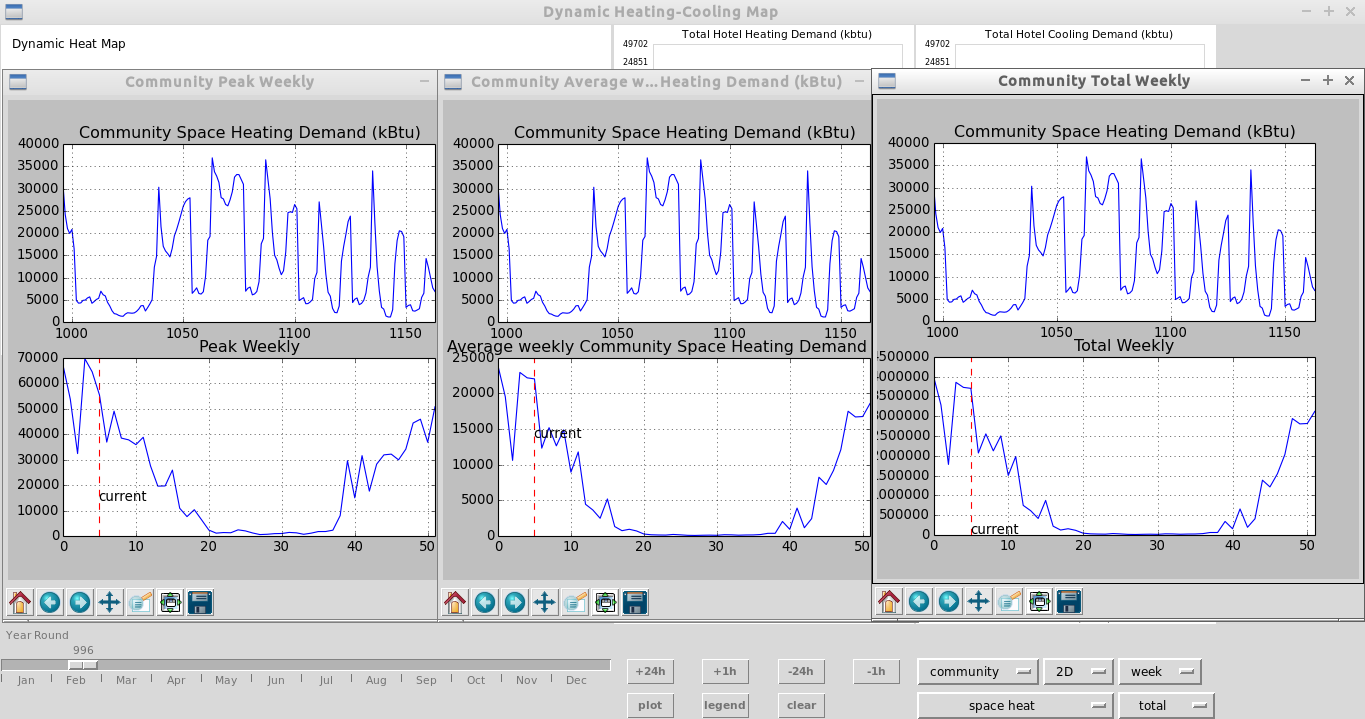 Dynamic Heating-Cooling Map
Dynamic Heat Map
Total Hotel Heating Demand (kbtu)
49702
24851
Total Hotel Cooling Demand (kbtu)
49702
24851
Community Peak Weekly
Community Space Heating Demand (kBtu)
40000
35000
30000
25000
20000
15000
10000
5000
0
1000 1050 1100 1150
Peak Weekly
70000
60000
50000
40000
30000
20000
10000
0
current
0 10 20 30 40 50
Community Average w...Heating Demand (kBtu)
Community Space Heating Demand (kBtu)
40000
35000
30000
25000
20000
15000
10000
5000
0
1000 1050 1100 1150
Average weekly Community Space Heating Demand
25000
20000
15000
10000
5000
0
current
0 10 20 30 40 50
Community Total Weekly
Community Space Heating Demand (kBtu)
40000
35000
30000
25000
20000
15000
10000
5000
0
1000 1050 1100 1150
Total Weekly
4500000
4000000
3500000
3000000
2500000
2000000
1500000
1000000
500000
0
current
0 10 20 30 40 50
Year Round
996
Jan Feb Mar Apr May Jun Jul Aug Sep Oct Nov Dec
+24h +1h -24h -1h
plot legend clear
community 2D week
space heat total